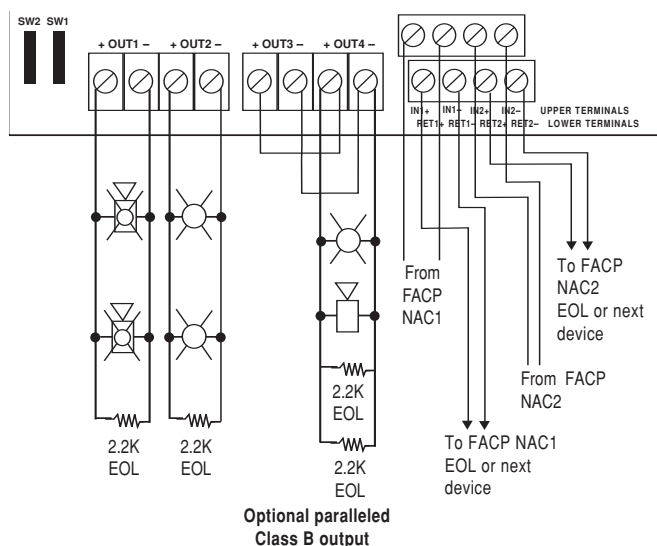 SW2 SW1
+ OUT1 – + OUT2 – + OUT3 – + OUT4 –
IN1+ IN1– IN2+ IN2– UPPER TERMINALS
RET1+ RET1– RET2+ RET2– LOWER TERMINALS
From
FACP
NAC1
To FACP
NAC2
EOL or next
device
From FACP
NAC2
To FACP NAC1
EOL or next
device
2.2K
EOL
2.2K
EOL
2.2K
EOL
2.2K
EOL
Optional paralleled
Class B output